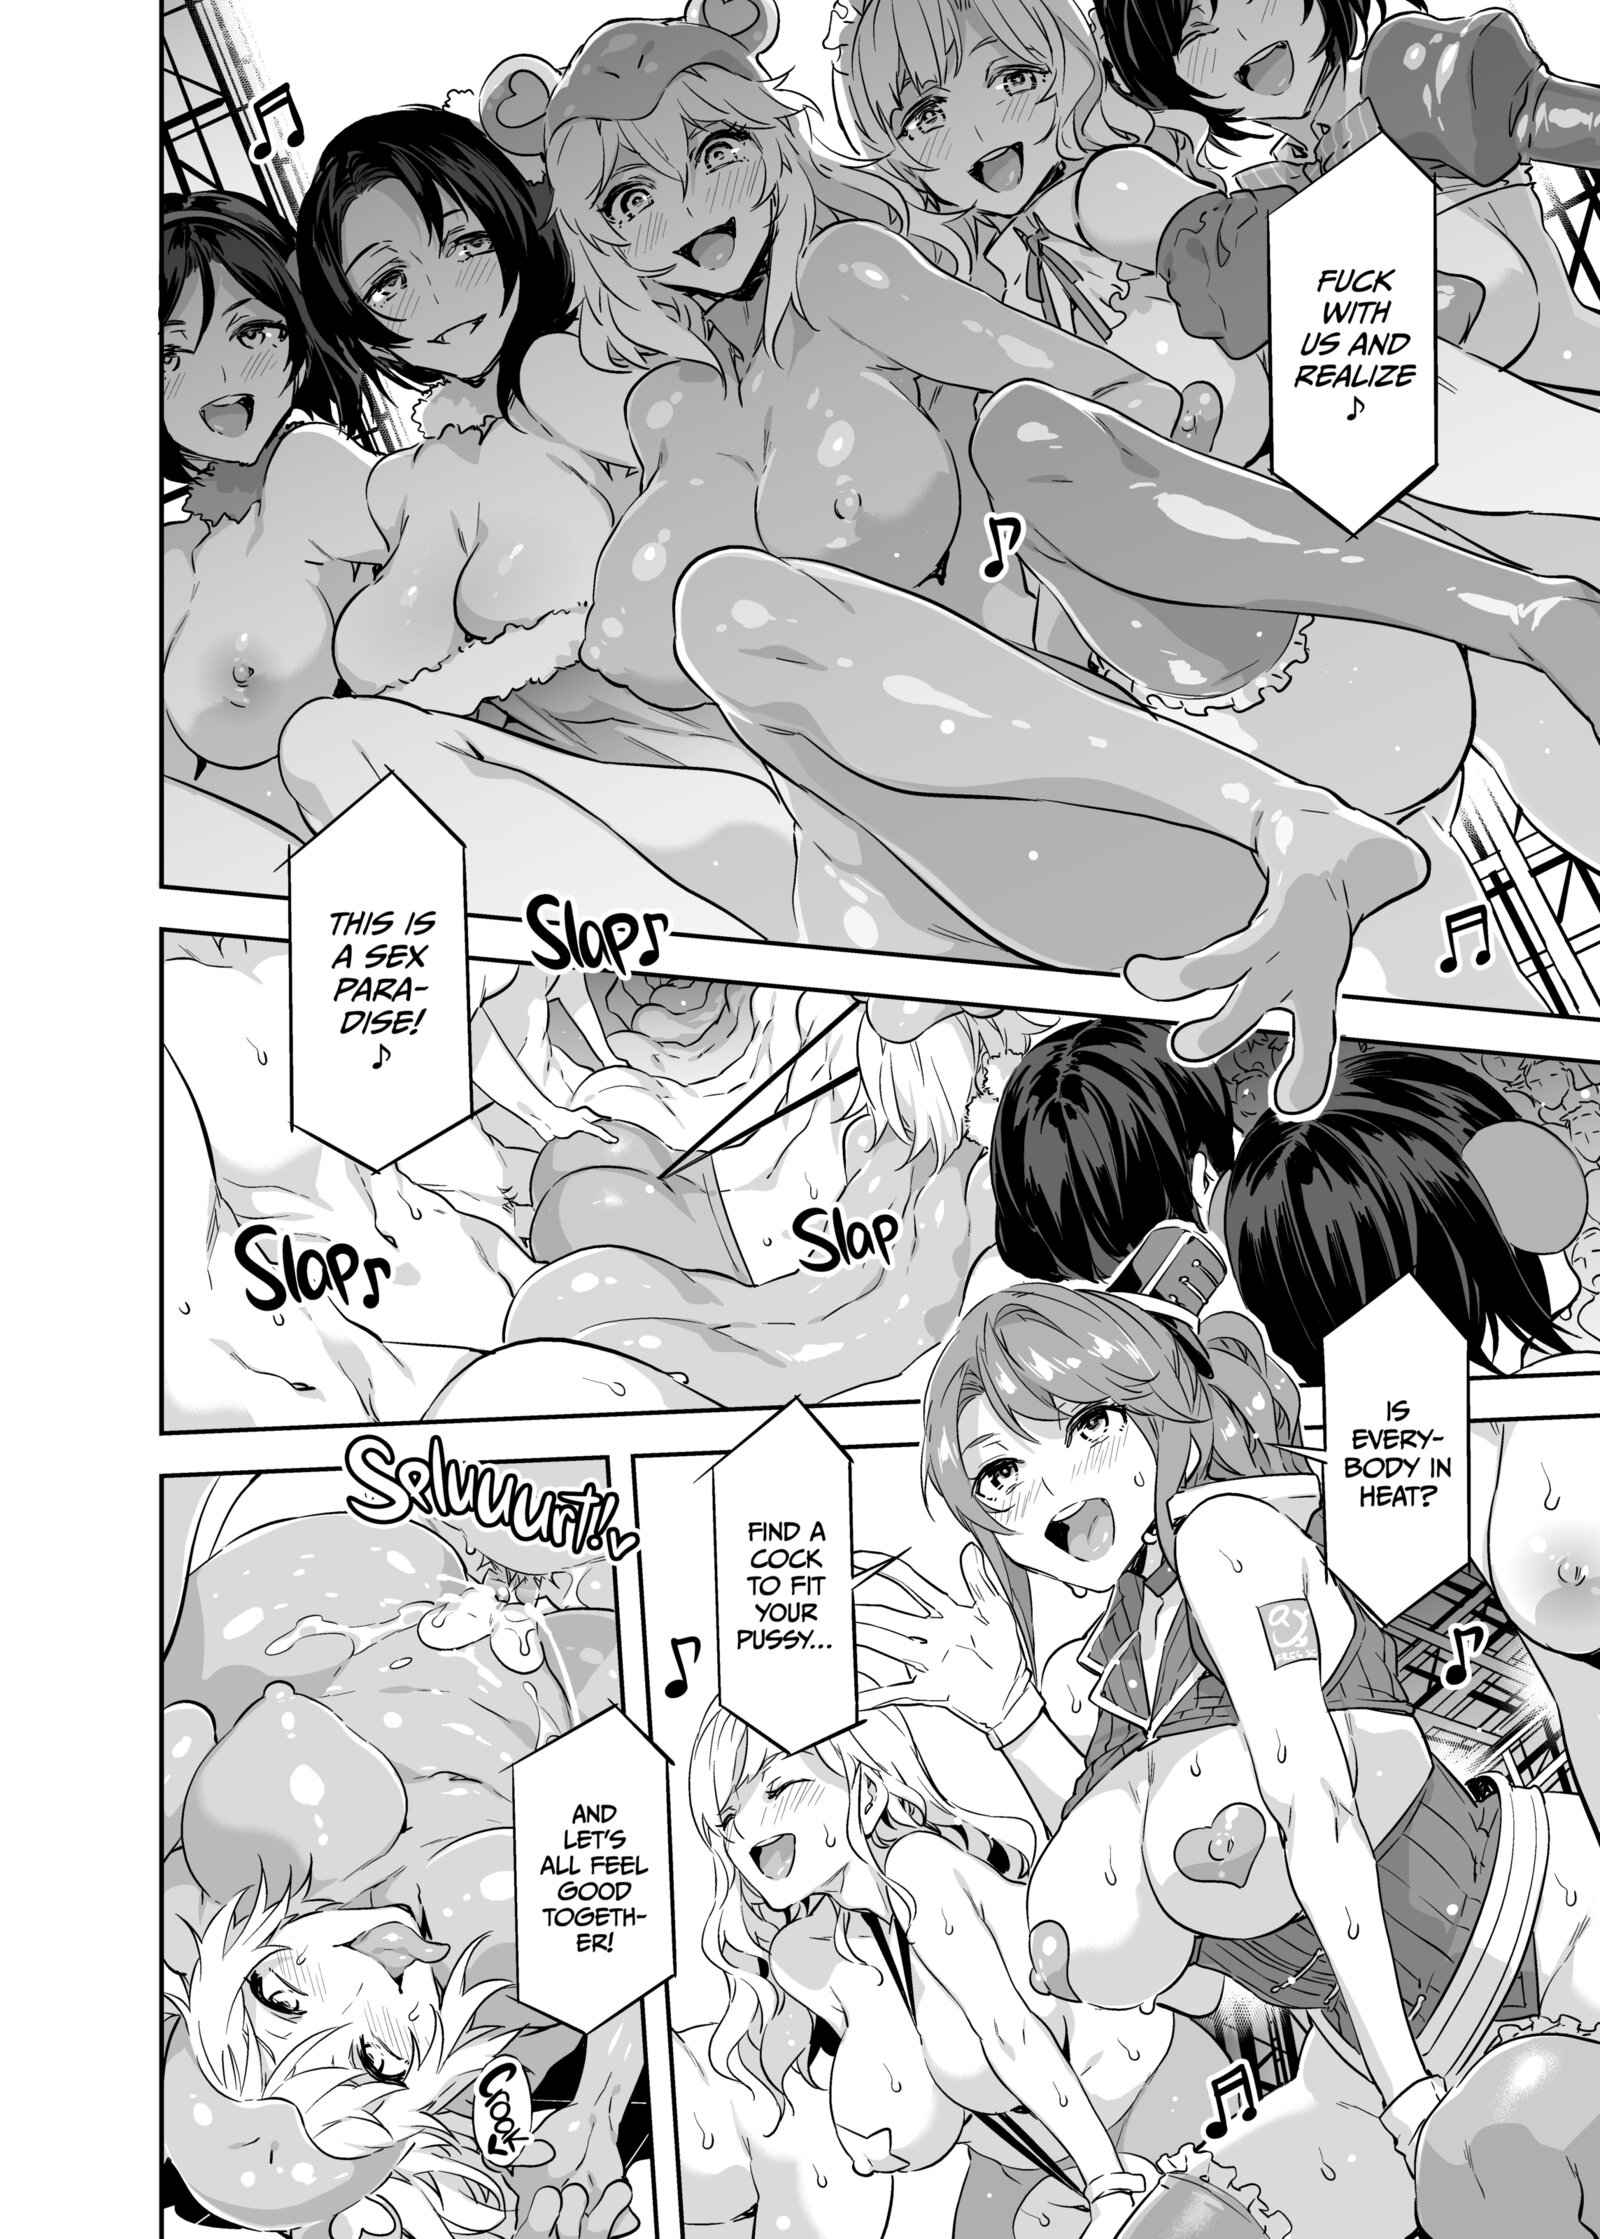 FUCK
WITH
US AND
REALIZE
♪
THIS IS
A SEX
PARA-
DISE!
♪
Slap♪
Slap♪
Slap
IS
EVERY-
BODY IN
HEAT?
FIND A
COCK
TO FIT
YOUR
PUSSY...
Spluuuurt!♡
AND
LET'S
ALL FEEL
GOOD
TOGETH-
ER!
Crook